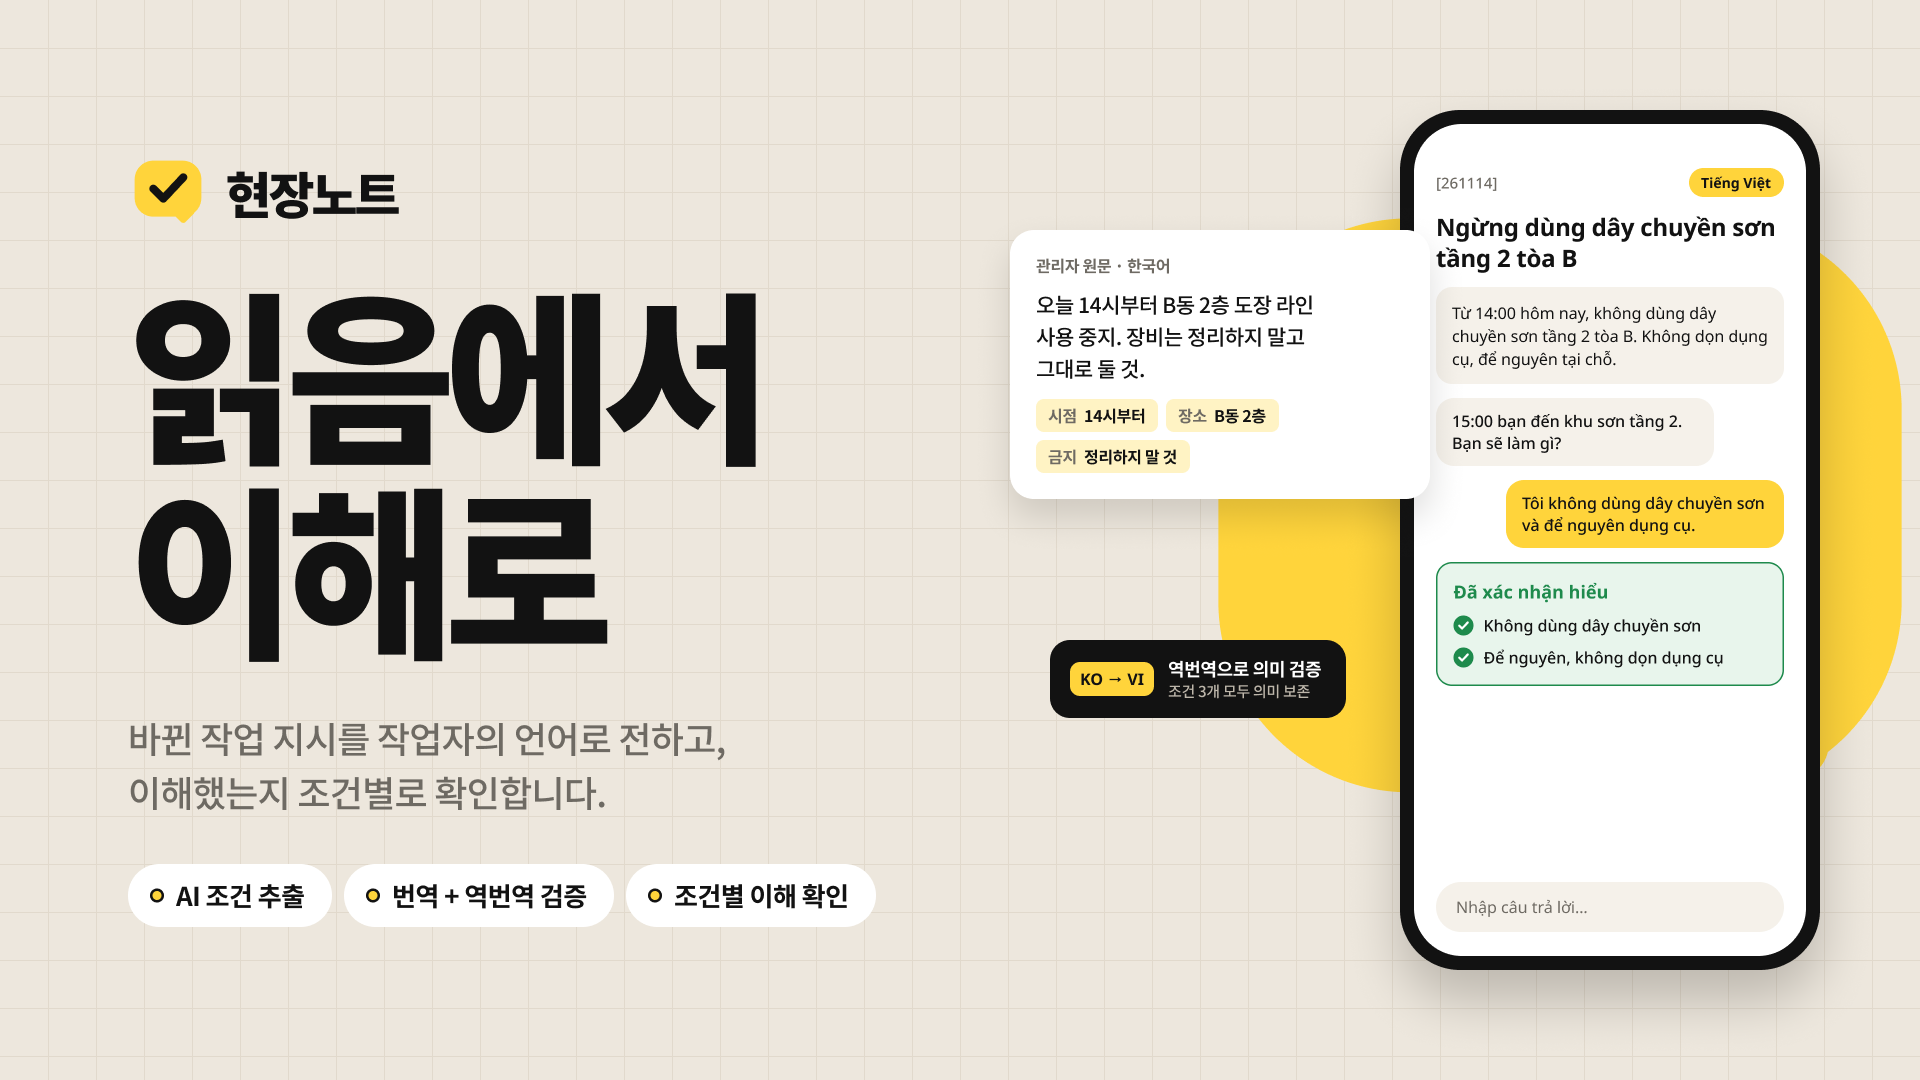 현장노트
읽음에서
이해로
바뀐 작업 지시를 작업자의 언어로 전하고,
이해했는지 조건별로 확인합니다.
AI 조건 추출
번역 + 역번역 검증
조건별 이해 확인
관리자 원문 · 한국어
오늘 14시부터 B동 2층 도장 라인
사용 중지. 장비는 정리하지 말고
그대로 둘 것.
시점 14시부터
장소 B동 2층
금지 정리하지 말 것
KO → VI
역번역으로 의미 검증
조건 3개 모두 의미 보존
[261114]
Tiếng Việt
Ngừng dùng dây chuyền sơn
tầng 2 tòa B
Từ 14:00 hôm nay, không dùng dây
chuyền sơn tầng 2 tòa B. Không dọn dụng
cụ, để nguyên tại chỗ.
15:00 bạn đến khu sơn tầng 2.
Bạn sẽ làm gì?
Tôi không dùng dây chuyền sơn
và để nguyên dụng cụ.
Đã xác nhận hiểu
Không dùng dây chuyền sơn
Để nguyên, không dọn dụng cụ
Nhập câu trả lời...